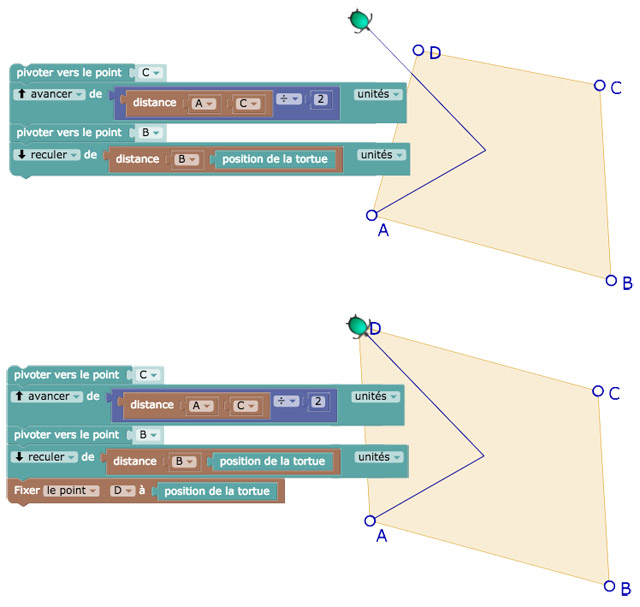 pivoter vers le point C
avancer de distance A C ÷ 2 unités
pivoter vers le point B
reculer de distance B position de la tortue unités
D
C
A
B
pivoter vers le point C
avancer de distance A C ÷ 2 unités
pivoter vers le point B
reculer de distance B position de la tortue unités
Fixer le point D à position de la tortue
D
C
A
B